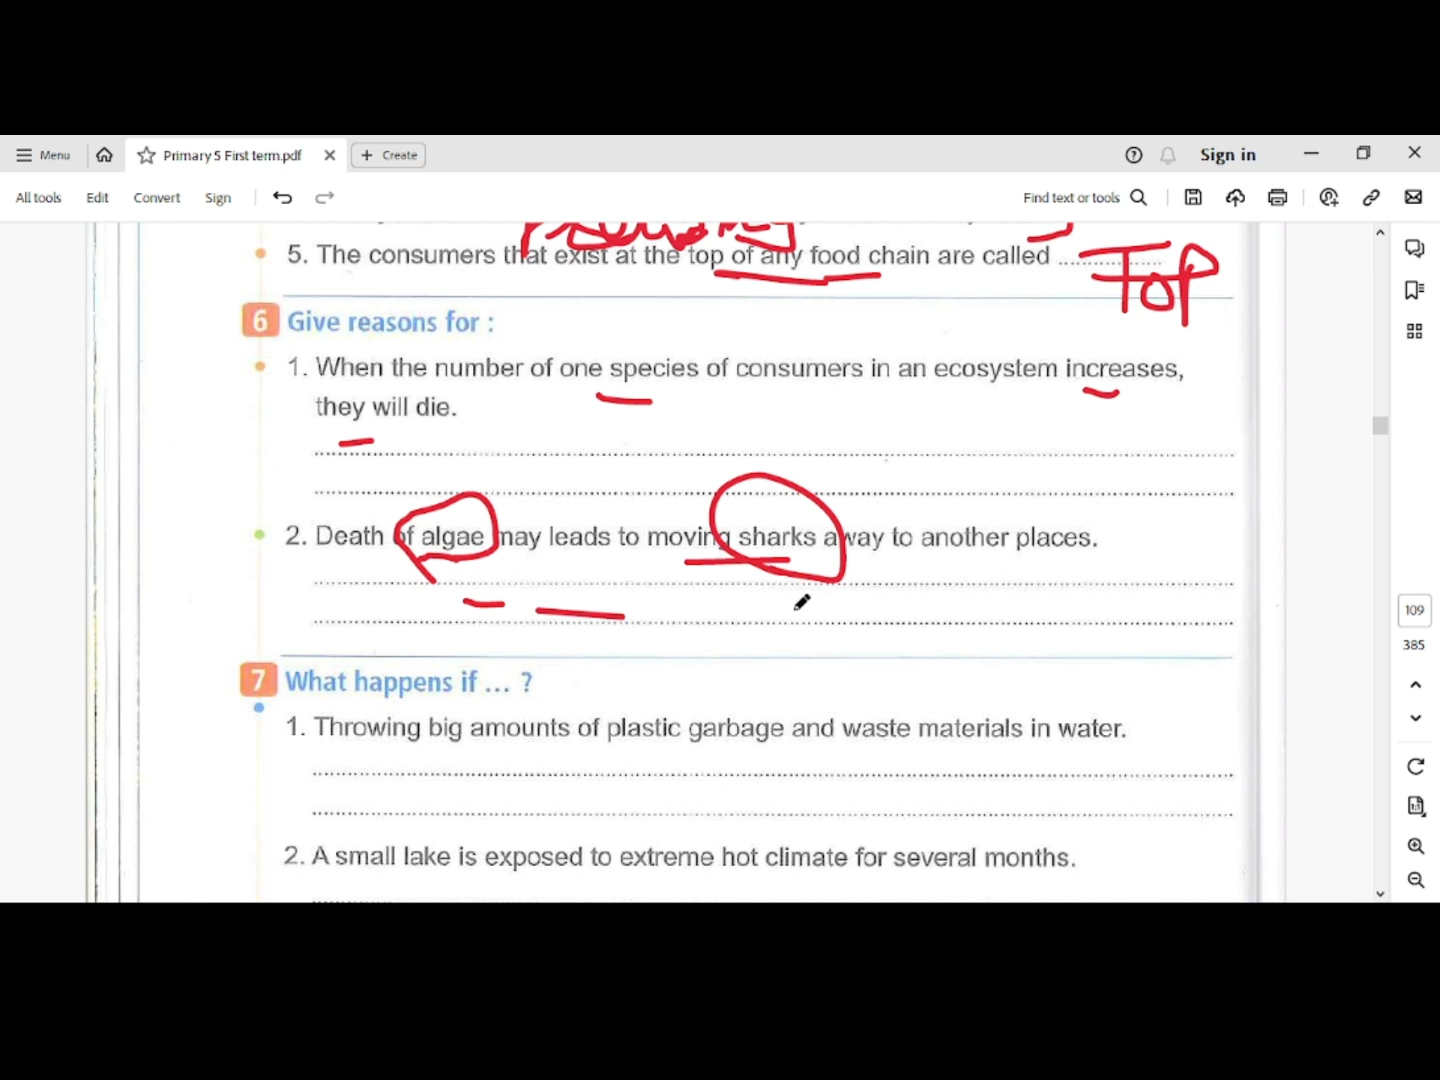 Menu
Primary 5 First term.pdf
Create
Sign in
All tools
Edit
Convert
Sign
Find text or tools
5. The consumers that exist at the top of any food chain are called ................
TOP
6 Give reasons for :
1. When the number of one species of consumers in an ecosystem increases,
they will die.
2. Death of algae may leads to moving sharks away to another places.
109
385
7 What happens if ... ?
1. Throwing big amounts of plastic garbage and waste materials in water.
2. A small lake is exposed to extreme hot climate for several months.